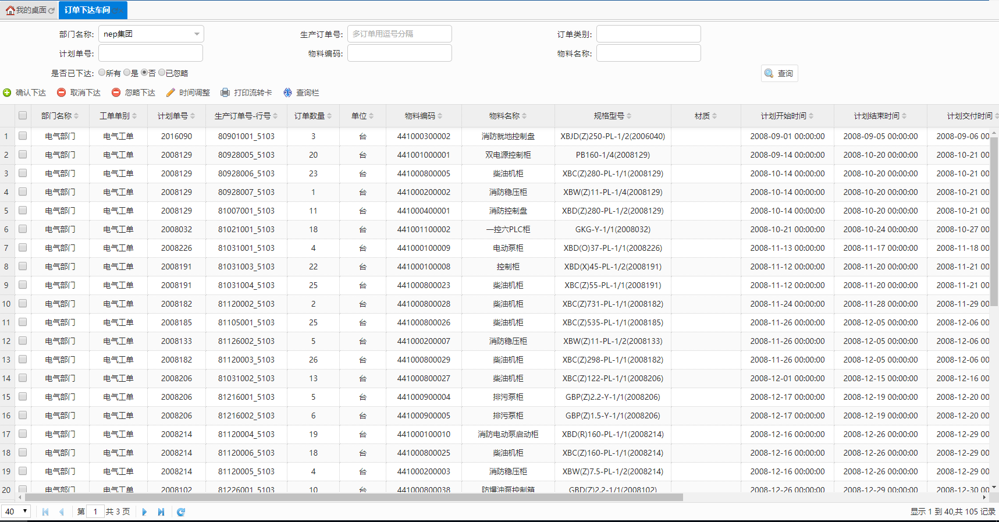 我的桌面 订单下达车间
部门名称: nep集团 生产订单号: 多订单用逗号分隔 订单类别:
计划单号: 物料编码: 物料名称:
是否已下达: 所有 是 否 已忽略 查询
确认下达 取消下达 忽略下达 时间调整 打印流转卡 查询栏
部门名称 工单单别 计划单号 生产订单号-行号 订单数量 单位 物料编码 物料名称 规格型号 材质 计划开始时间 计划结束时间 计划交付时间
1 电气部门 电气工单 2016090 80901001_5103 3 台 441000300002 消防就地控制盘 XBJD(Z)250-PL-1/2(2006040) 2008-09-01 00:00:00 2008-09-05 00:00:00 2008-09-06 00
2 电气部门 电气工单 2008129 80928005_5103 20 台 441001000001 双电源控制柜 PB160-1/4(2008129) 2008-09-14 00:00:00 2008-10-20 00:00:00 2008-10-21 00
3 电气部门 电气工单 2008129 80928006_5103 23 台 441000800005 柴油机柜 XBC(Z)280-PL-1/1(2008129) 2008-10-14 00:00:00 2008-10-20 00:00:00 2008-10-21 00
4 电气部门 电气工单 2008129 80928007_5103 1 台 441000200002 消防稳压柜 XBW(Z)11-PL-1/4(2008129) 2008-10-14 00:00:00 2008-10-20 00:00:00 2008-10-21 00
5 电气部门 电气工单 2008129 81007001_5103 11 台 441000400001 消防控制盘 XBD(Z)280-PL-1/2(2008129) 2008-10-14 00:00:00 2008-10-20 00:00:00 2008-10-21 00
6 电气部门 电气工单 2008032 81021001_5103 18 台 441001100002 一控六PLC柜 GKG-Y-1/1(2008032) 2008-10-21 00:00:00 2008-10-24 00:00:00 2008-10-27 00
7 电气部门 电气工单 2008226 81031001_5103 4 台 441000100009 电动泵柜 XBD(O)37-PL-1/1(2008226) 2008-11-13 00:00:00 2008-11-17 00:00:00 2008-11-18 00
8 电气部门 电气工单 2008191 81031003_5103 22 台 441000100008 控制柜 XBD(X)45-PL-1/2(2008191) 2008-11-12 00:00:00 2008-11-20 00:00:00 2008-11-21 00
9 电气部门 电气工单 2008191 81031004_5103 25 台 441000800023 柴油机柜 XBC(Z)55-PL-1/1(2008191) 2008-11-12 00:00:00 2008-11-20 00:00:00 2008-11-21 00
10 电气部门 电气工单 2008182 81120002_5103 2 台 441000800028 柴油机柜 XBC(Z)731-PL-1/1(2008182) 2008-11-24 00:00:00 2008-11-28 00:00:00 2008-11-29 00
11 电气部门 电气工单 2008185 81105001_5103 25 台 441000800026 柴油机柜 XBC(Z)535-PL-1/1(2008185) 2008-11-26 00:00:00 2008-12-05 00:00:00 2008-12-06 00
12 电气部门 电气工单 2008133 81126002_5103 5 台 441000200007 消防稳压柜 XBW(Z)11-PL-1/2(2008133) 2008-11-26 00:00:00 2008-12-05 00:00:00 2008-12-06 00
13 电气部门 电气工单 2008182 81120003_5103 26 台 441000800029 柴油机柜 XBC(Z)298-PL-1/1(2008182) 2008-11-26 00:00:00 2008-12-05 00:00:00 2008-12-06 00
14 电气部门 电气工单 2008206 81031002_5103 13 台 441000800027 柴油机柜 XBC(Z)122-PL-1/1(2008206) 2008-12-01 00:00:00 2008-12-15 00:00:00 2008-12-16 00
15 电气部门 电气工单 2008206 81216001_5103 5 台 441000900004 排污泵柜 GBP(Z)2.2-Y-1/1(2008206) 2008-12-17 00:00:00 2008-12-19 00:00:00 2008-12-20 00
16 电气部门 电气工单 2008206 81216002_5103 6 台 441000900005 排污泵柜 GBP(Z)1.5-Y-1/1(2008206) 2008-12-17 00:00:00 2008-12-19 00:00:00 2008-12-20 00
17 电气部门 电气工单 2008214 81120004_5103 19 台 441000100010 消防电动泵启动柜 XBD(R)160-PL-1/1(2008214) 2008-12-16 00:00:00 2008-12-26 00:00:00 2008-12-29 00
18 电气部门 电气工单 2008214 81120006_5103 18 台 441000800025 柴油机柜 XBC(Z)160-PL-1/1(2008214) 2008-12-16 00:00:00 2008-12-26 00:00:00 2008-12-29 00
19 电气部门 电气工单 2008214 81120005_5103 4 台 441000200003 消防稳压柜 XBW(Z)7.5-PL-1/2(2008214) 2008-12-16 00:00:00 2008-12-26 00:00:00 2008-12-29 00
20 电气部门 电气工单 2008102 81226001_5103 10 台 441000800038 防爆油泵控制箱 GBD(Z)2.2-1/1(2008102) 2008-12-26 00:00:00 2008-12-29 00:00:00 2008-12-30 00
40 第 1 共 3 页 显示 1 到 40,共 105 记录